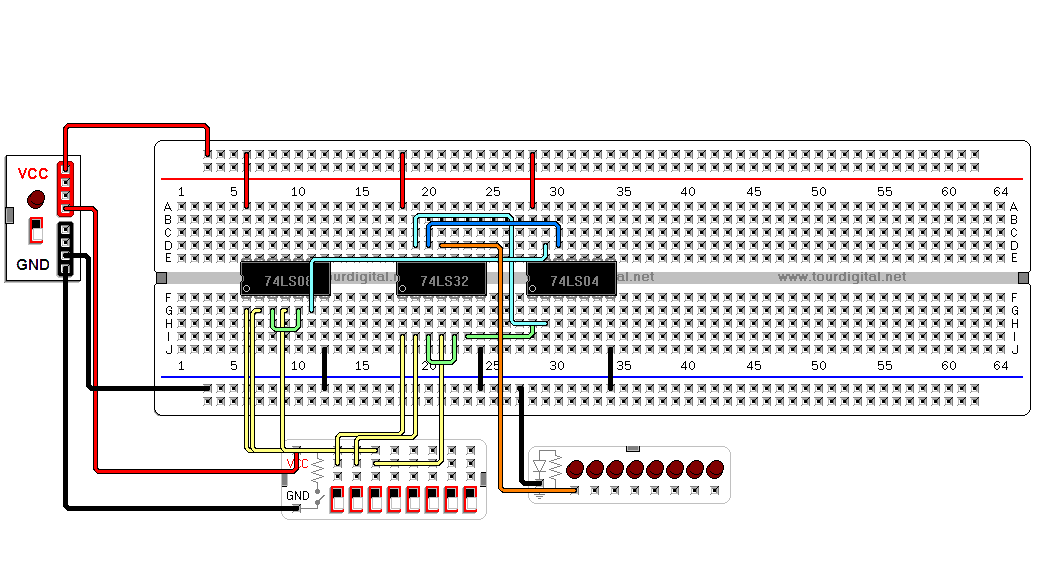 VCC
GND
1 5 10 15 20 25 30 35 40 45 50 55 60 64
A A
B B
C C
D D
E E
74LS08 urdigital.net 74LS32 74LS04 al.net www.tourdigital.net
F F
G G
H H
I I
J J
1 5 10 15 20 25 30 35 40 45 50 55 60 64
VCC
GND